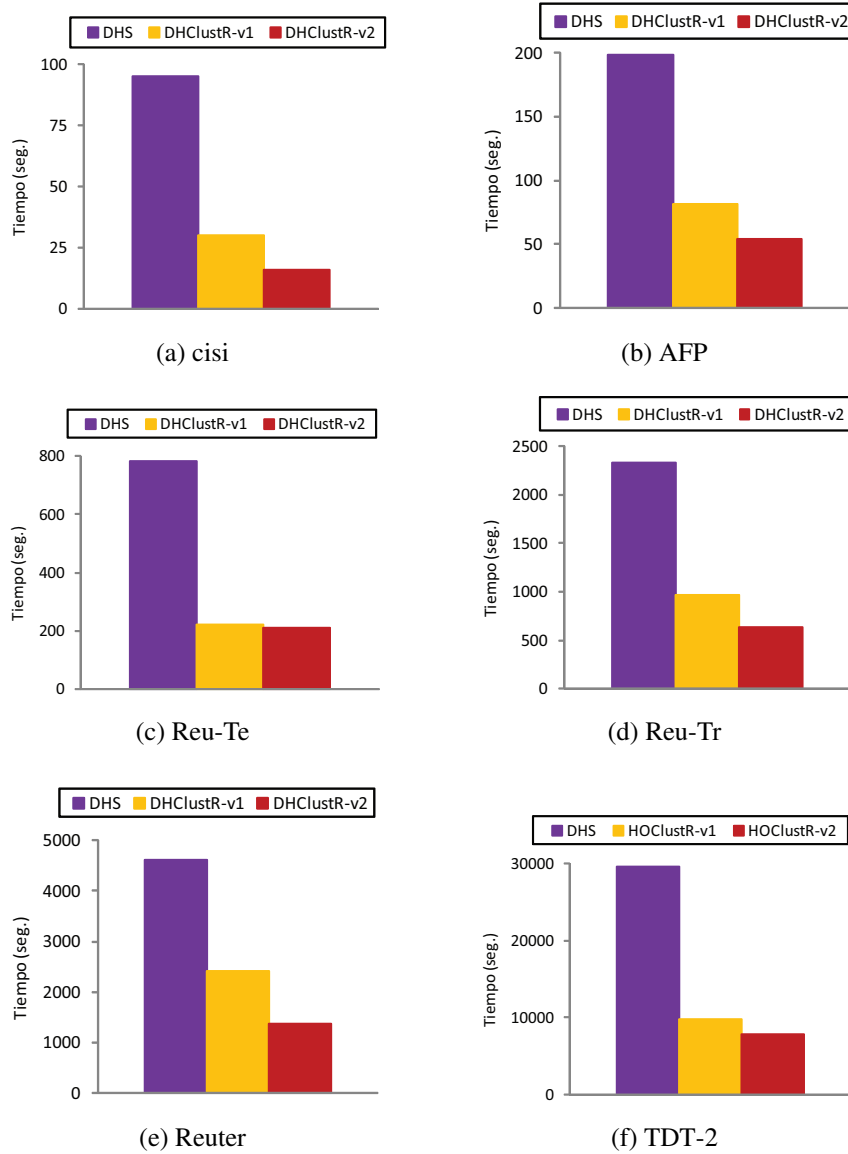 DHS DHClustR-v1 DHClustR-v2
Tiempo (seg.)
100
75
50
25
0
(a) cisi
DHS DHClustR-v1 DHClustR-v2
Tiempo (seg.)
200
150
100
50
0
(b) AFP
DHS DHClustR-v1 DHClustR-v2
Tiempo (seg.)
800
600
400
200
0
(c) Reu-Te
DHS DHClustR-v1 DHClustR-v2
Tiempo (seg.)
2500
2000
1500
1000
500
0
(d) Reu-Tr
DHS DHClustR-v1 DHClustR-v2
Tiempo (seg.)
5000
4000
3000
2000
1000
0
(e) Reuter
DHS HOClustR-v1 HOClustR-v2
Tiempo (seg.)
30000
20000
10000
0
(f) TDT-2